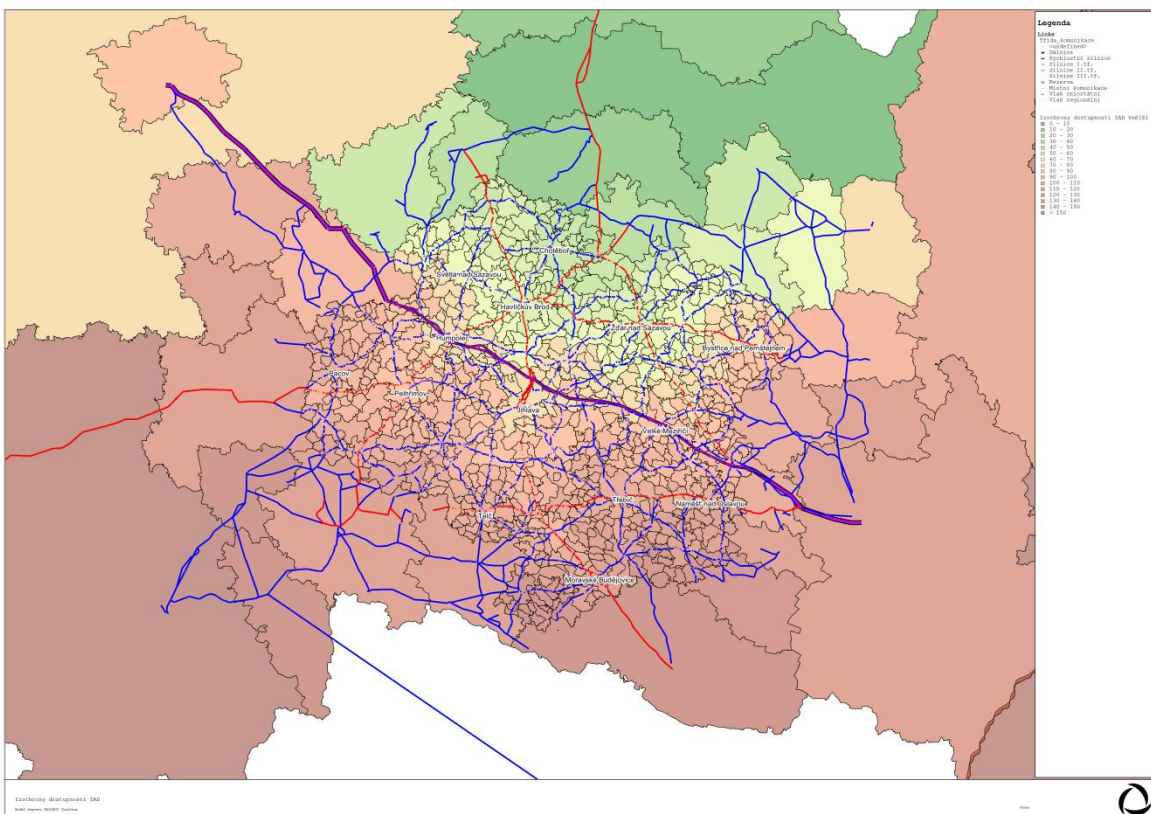 Legenda
Links
Třída_komunikace
<undefined>
Dálnice
Rychlostní silnice
Silnice I.tř.
Silnice II.tř.
Silnice III.tř.
Rezerva
Místní komunikace
Vlak celostátní
Vlak regionální
Izochrony dostupnosti IAD vnější
0 - 10
10 - 20
20 - 30
30 - 40
40 - 50
50 - 60
60 - 70
70 - 80
80 - 90
90 - 100
100 - 110
110 - 120
120 - 130
130 - 140
140 - 150
> 150
Chotěboř
Světlá nad Sázavou
Havlíčkův Brod
Žďár nad Sázavou
Humpolec
Bystřice nad Pernštejnem
Pacov
Pelhřimov
Jihlava
Velké Meziříčí
Třebíč
Náměšť nad Oslavou
Telč
Moravské Budějovice
Izochrony dostupnosti IAD